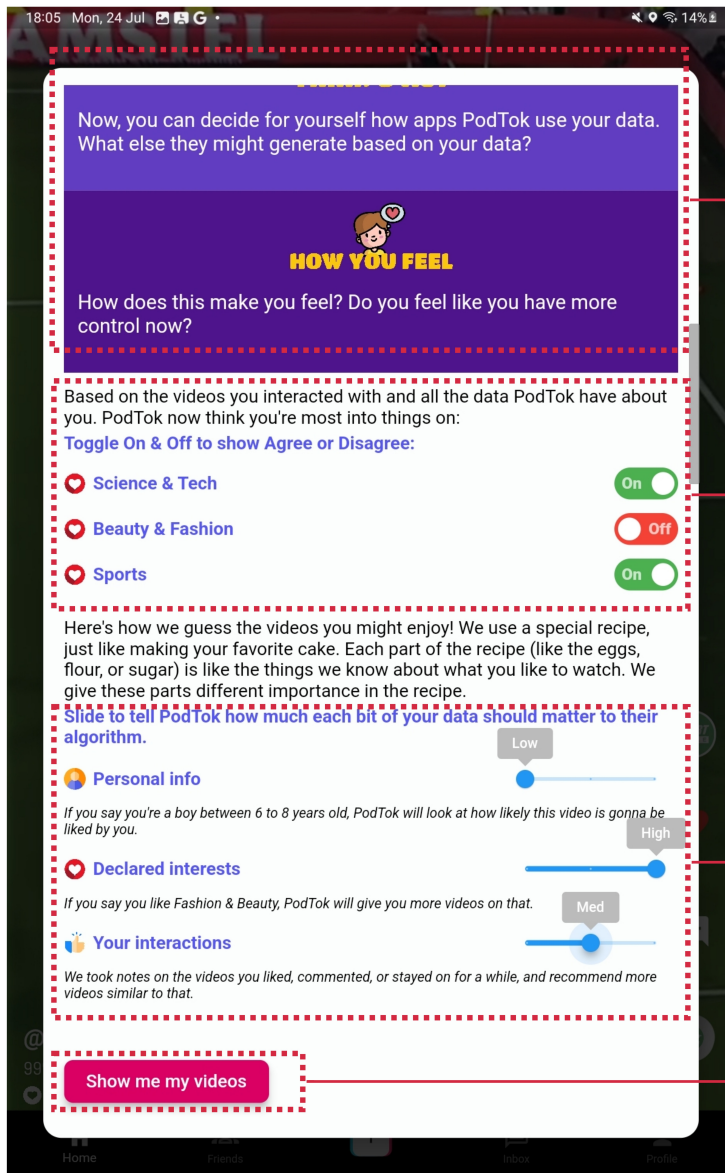 18:05 Mon, 24 Jul G 14%
AMSTEL
Now, you can decide for yourself how apps PodTok use your data.
What else they might generate based on your data?
HOW YOU FEEL
How does this make you feel? Do you feel like you have more
control now?
Based on the videos you interacted with and all the data PodTok have about
you. PodTok now think you're most into things on:
Toggle On & Off to show Agree or Disagree:
Science & Tech On
Beauty & Fashion Off
Sports On
Here's how we guess the videos you might enjoy! We use a special recipe,
just like making your favorite cake. Each part of the recipe (like the eggs,
flour, or sugar) is like the things we know about what you like to watch. We
give these parts different importance in the recipe.
Slide to tell PodTok how much each bit of your data should matter to their
algorithm.
Low
Personal info
If you say you're a boy between 6 to 8 years old, PodTok will look at how likely this video is gonna be
liked by you.
High
Declared interests
If you say you like Fashion & Beauty, PodTok will give you more videos on that.
Med
Your interactions
We took notes on the videos you liked, commented, or stayed on for a while, and recommend more
videos similar to that.
@
99
Show me my videos
Home Friends Inbox Profile